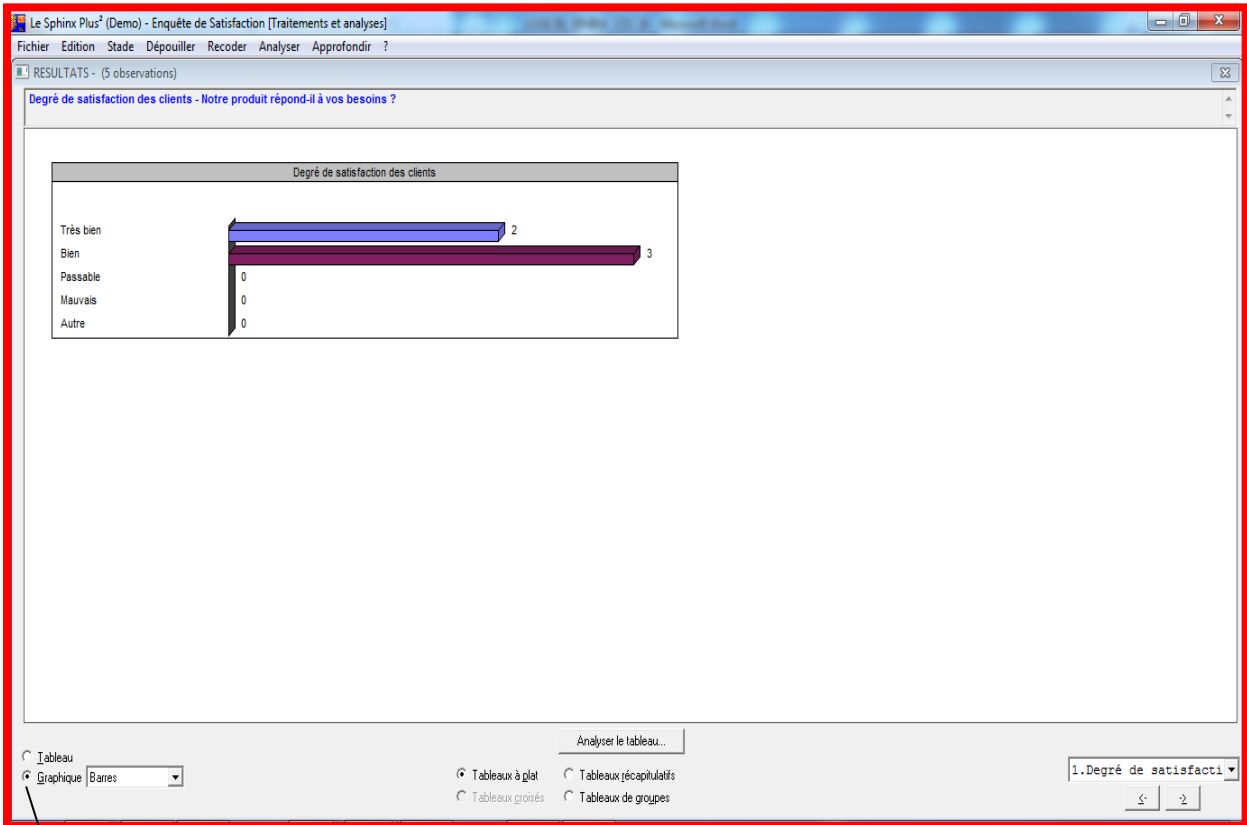 Le Sphinx Plus² (Demo) - Enquête de Satisfaction [Traitements et analyses]
Fichier Edition Stade Dépouiller Recoder Analyser Approfondir ?
RESULTATS - (5 observations)
Degré de satisfaction des clients - Notre produit répond-il à vos besoins ?
Degré de satisfaction des clients
Très bien 2
Bien 3
Passable 0
Mauvais 0
Autre 0
Analyser le tableau...
Tableau
Graphique Barres
Tableaux à plat Tableaux récapitulatifs
Tableaux croisés Tableaux de groupes
1.Degré de satisfacti